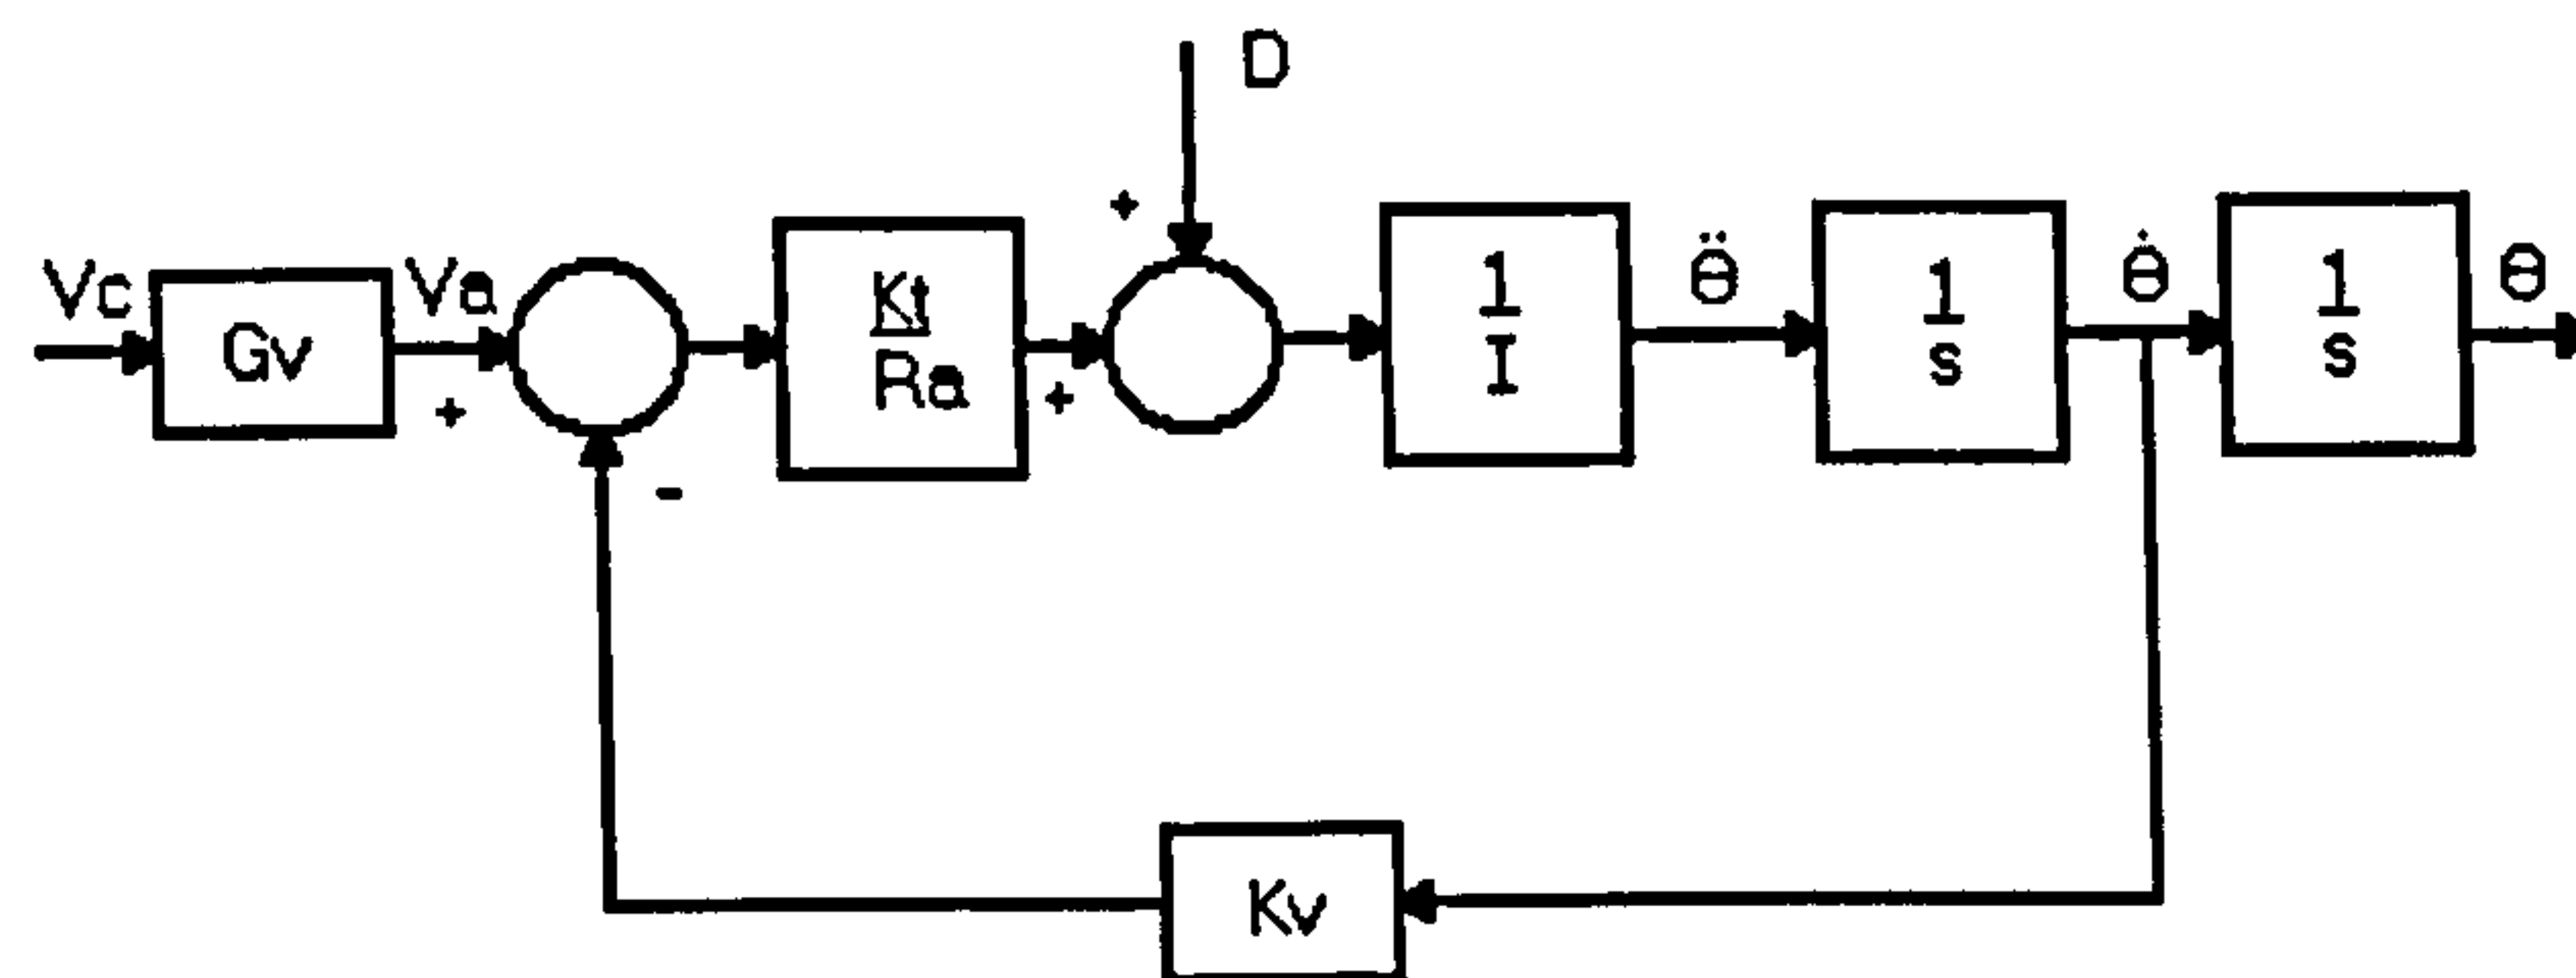 D
+
Vc
Gv
Va
+
-
Kt
Ra
+
1
I
θ̈
1
s
θ̇
1
s
θ
Kv